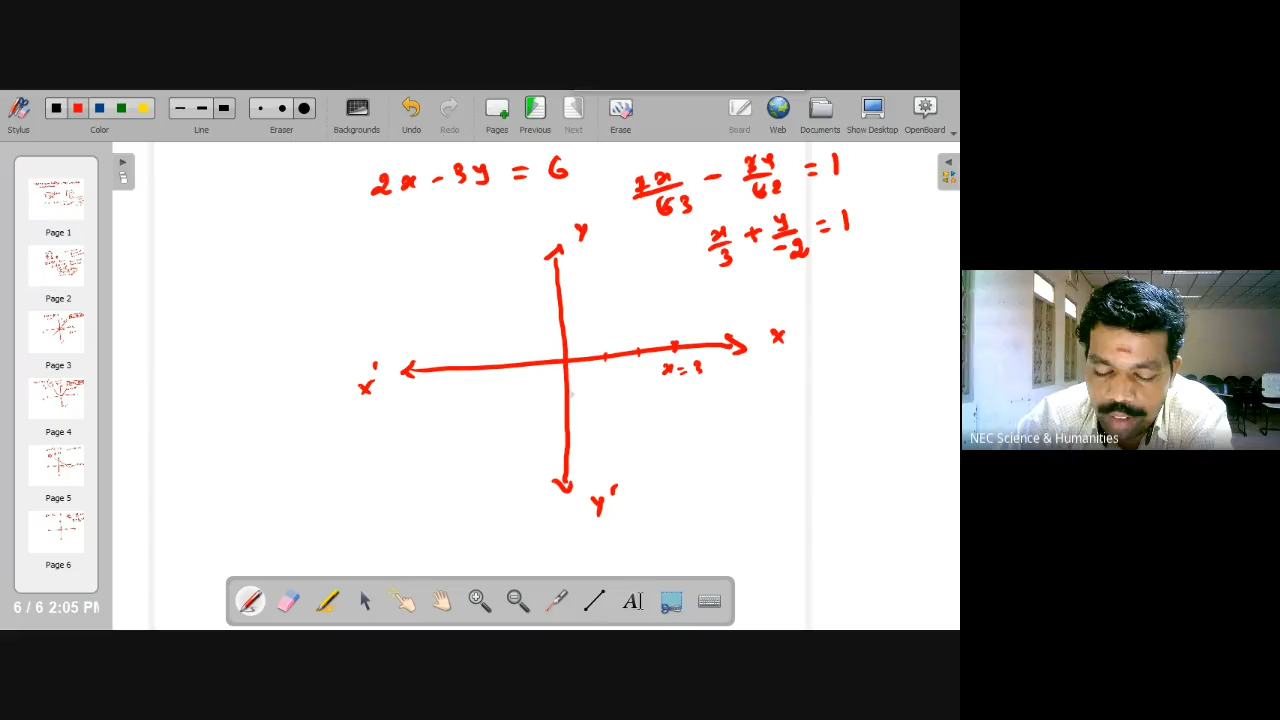 Stylus
Color
Line
Eraser
Backgrounds
Undo
Redo
Pages
Previous
Next
Erase
Board
Web
Documents
Show Desktop
OpenBoard
Page 1
Page 2
Page 3
Page 4
Page 5
Page 6
6 / 6 2:05 PM
2x - 3y = 6
2x/6 3 - 3y/6 2 = 1
x/3 + y/-2 = 1
y
x
x = 3
x'
y'
A
NEC Science & Humanities